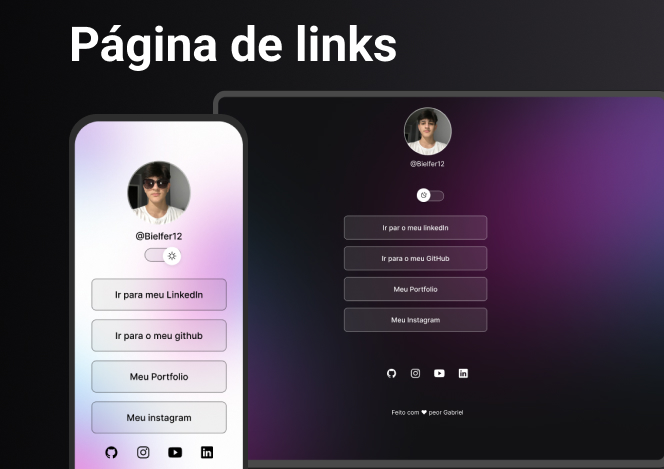 Página de links
@Bielfer12
Ir para meu LinkedIn
Ir para o meu github
Meu Portfolio
Meu instagram
@Bielfer12
Ir par o meu linkedIn
Ir para o meu GitHub
Meu Portfolio
Meu Instagram
Feito com ❤ peor Gabriel